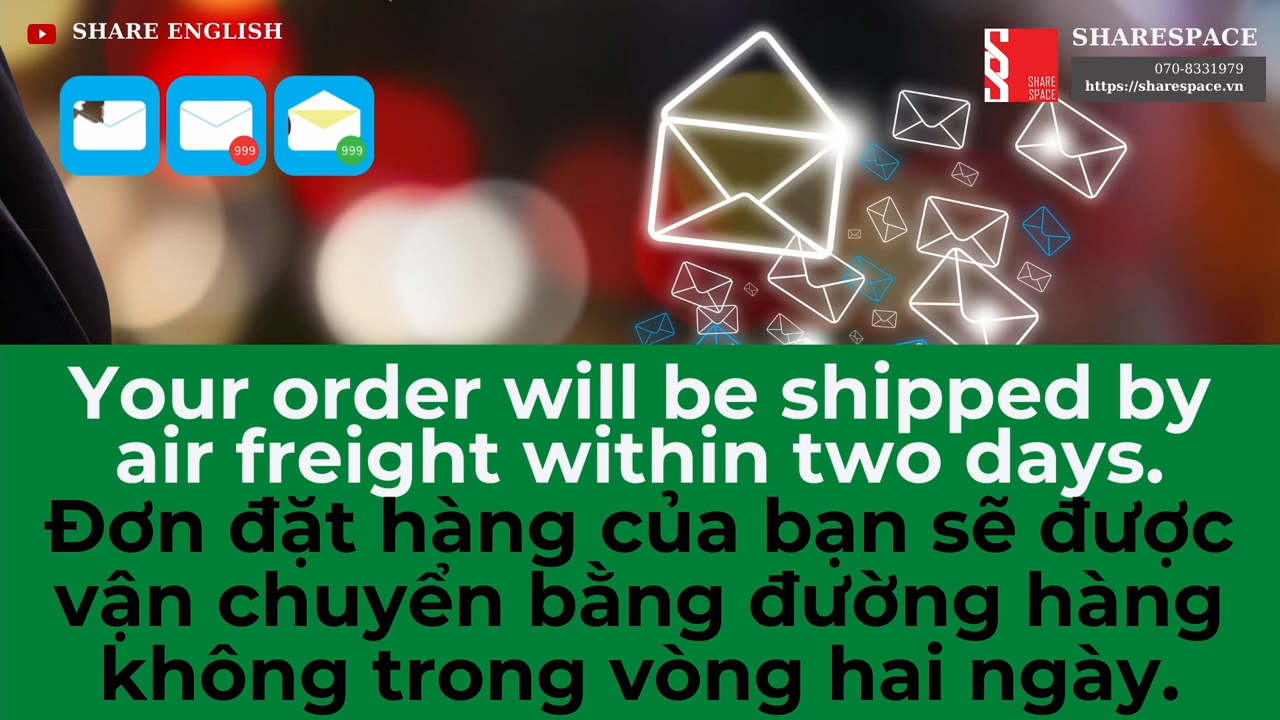 SHARE ENGLISH
SHARESPACE
070-8331979
https://sharespace.vn
SHARE
SPACE
999
999
Your order will be shipped by
air freight within two days.
Đơn đặt hàng của bạn sẽ được
vận chuyển bằng đường hàng
không trong vòng hai ngày.